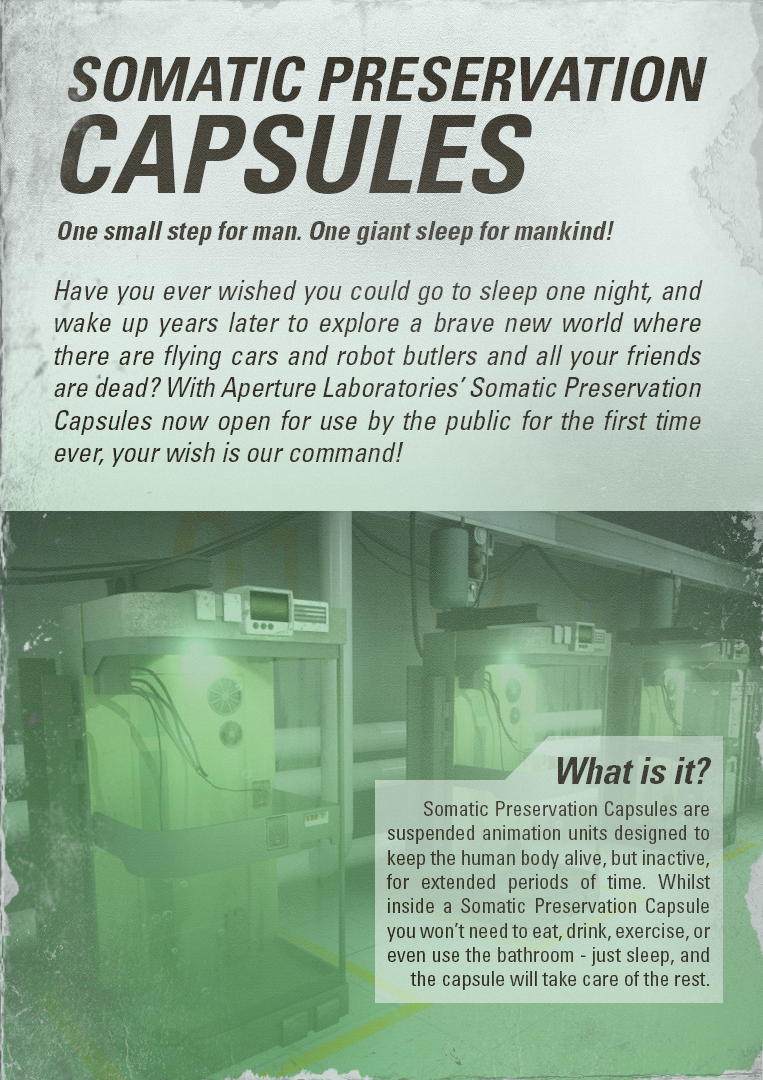 SOMATIC PRESERVATION
CAPSULES
One small step for man. One giant sleep for mankind!
Have you ever wished you could go to sleep one night, and
wake up years later to explore a brave new world where
there are flying cars and robot butlers and all your friends
are dead? With Aperture Laboratories' Somatic Preservation
Capsules now open for use by the public for the first time
ever, your wish is our command!
What is it?
Somatic Preservation Capsules are
suspended animation units designed to
keep the human body alive, but inactive,
for extended periods of time. Whilst
inside a Somatic Preservation Capsule
you won't need to eat, drink, exercise, or
even use the bathroom - just sleep, and
the capsule will take care of the rest.